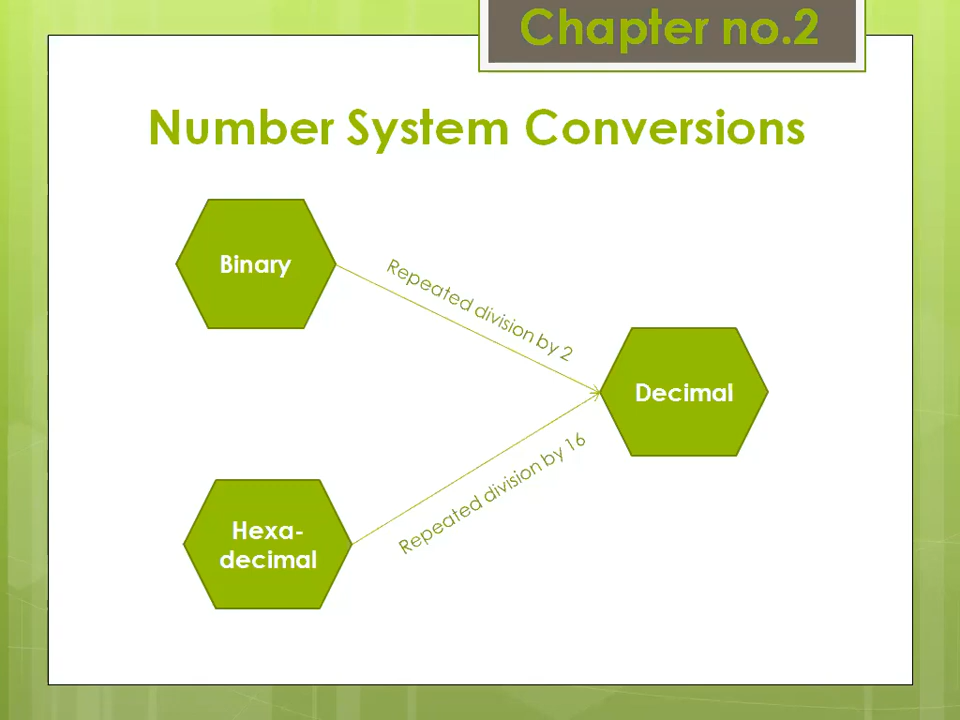 Chapter no.2
Number System Conversions
Binary
Repeated division by 2
Decimal
Repeated division by 16
Hexa-
decimal